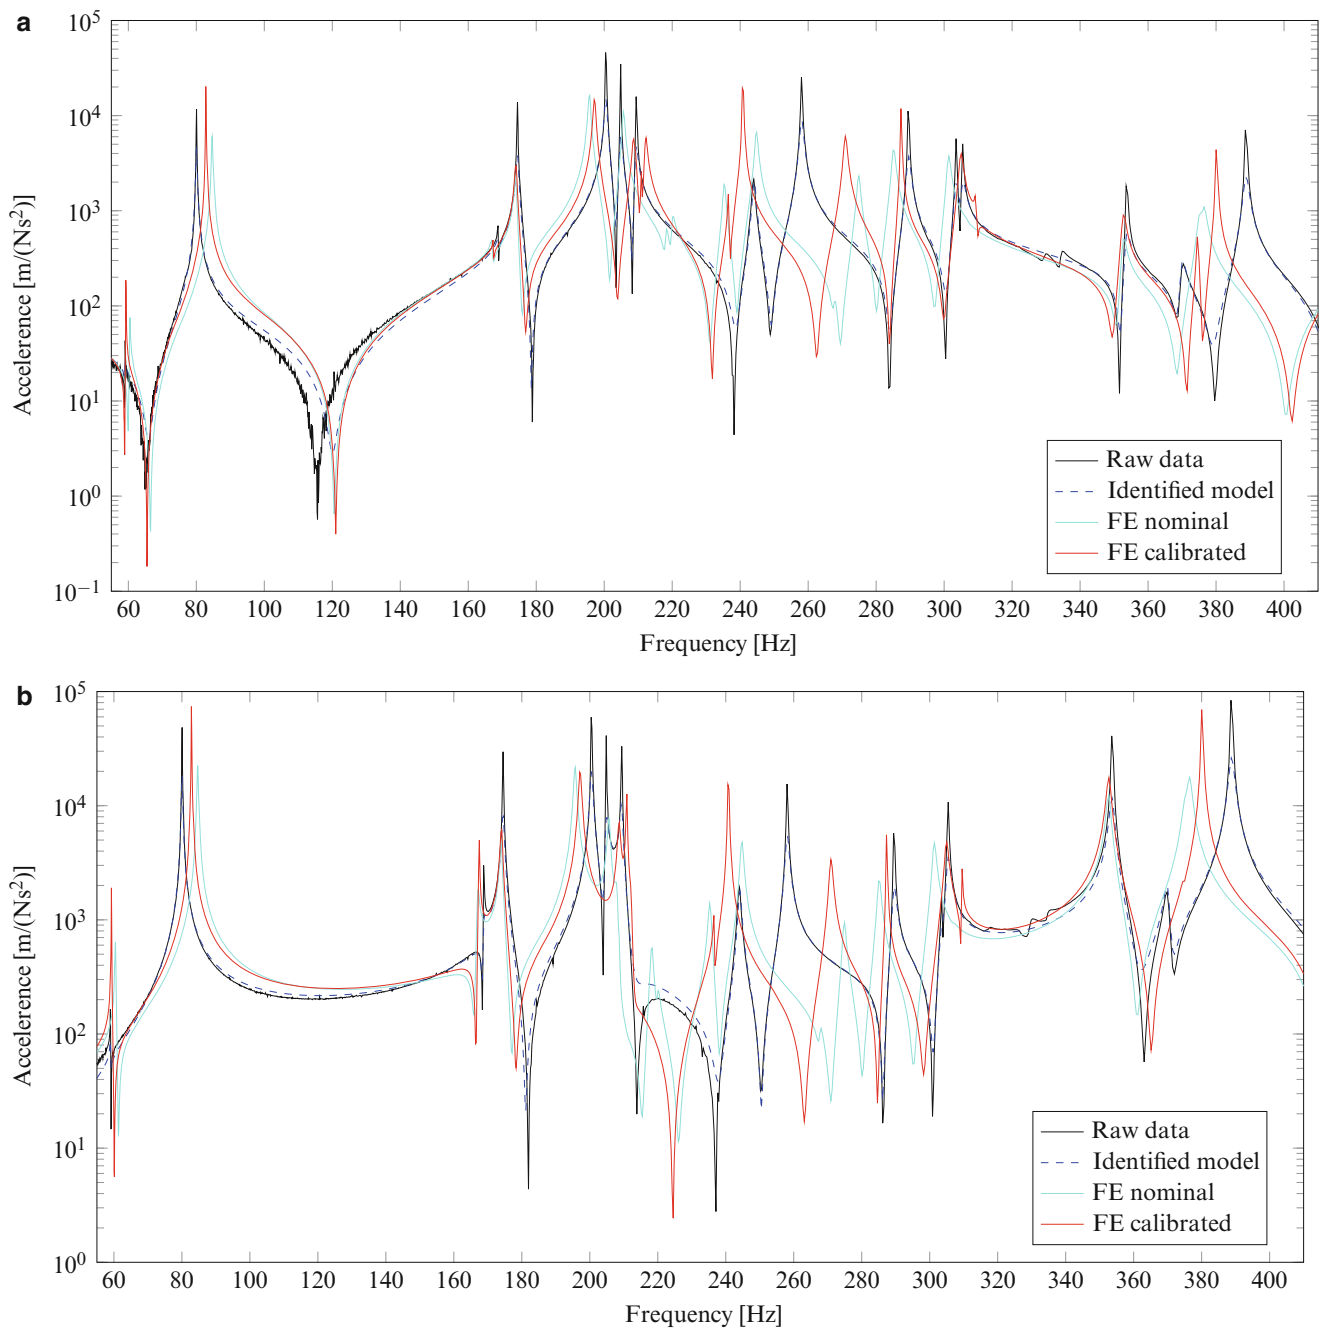 a
10^5
10^4
10^3
10^2
10^1
10^0
10^−1
Accelerence [m/(Ns²)]
60 80 100 120 140 160 180 200 220 240 260 280 300 320 340 360 380 400
Frequency [Hz]
Raw data
Identified model
FE nominal
FE calibrated
b
10^5
10^4
10^3
10^2
10^1
10^0
Accelerence [m/(Ns²)]
60 80 100 120 140 160 180 200 220 240 260 280 300 320 340 360 380 400
Frequency [Hz]
Raw data
Identified model
FE nominal
FE calibrated